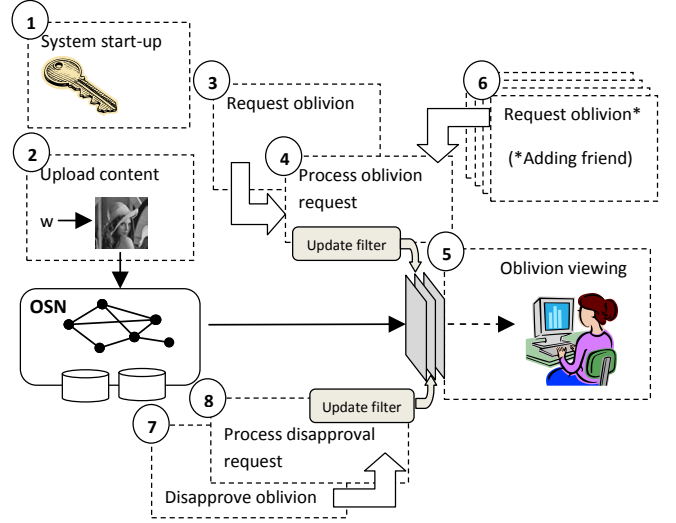 1
System start-up
2
Upload content
w
3
Request oblivion
4
Process oblivion
request
Update filter
6
Request oblivion*
(*Adding friend)
5
Oblivion viewing
OSN
8
Process disapproval
request
Update filter
7
Disapprove oblivion